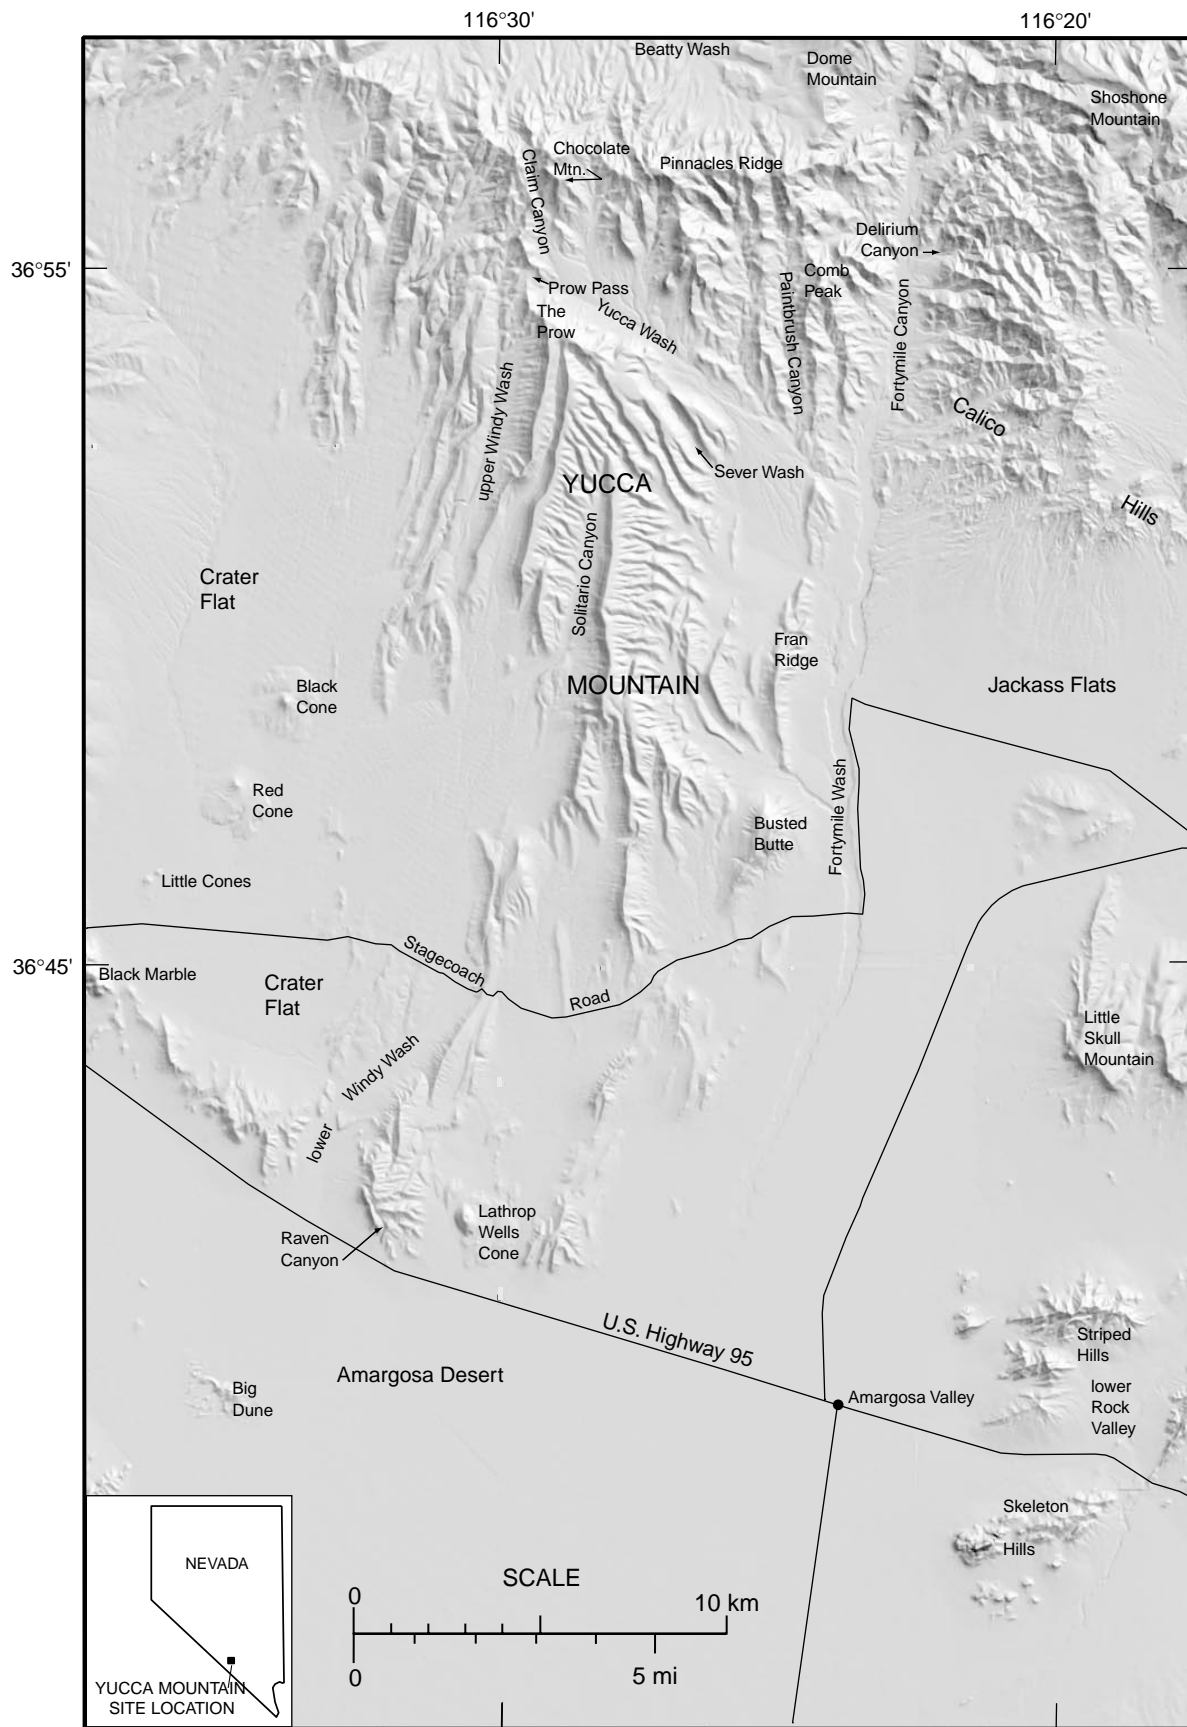 116°30'
116°20'
Beatty Wash
Dome
Mountain
Shoshone
Mountain
Chocolate
Mtn.
Claim Canyon
Pinnacles Ridge
Delirium
Canyon
36°55'
Comb
Peak
Prow Pass
The
Prow
Yucca Wash
Paintbrush Canyon
Fortymile Canyon
upper Windy Wash
Calico
Hills
Sever Wash
YUCCA
Solitario Canyon
Crater
Flat
Fran
Ridge
MOUNTAIN
Jackass Flats
Black
Cone
Red
Cone
Fortymile Wash
Busted
Butte
Little Cones
Stagecoach
Road
36°45'
Black Marble
Crater
Flat
Little
Skull
Mountain
Windy Wash
lower
Lathrop
Wells
Cone
Raven
Canyon
U.S. Highway 95
Striped
Hills
Amargosa Desert
Big
Dune
Amargosa Valley
lower
Rock
Valley
Skeleton
Hills
NEVADA
YUCCA MOUNTAIN
SITE LOCATION
SCALE
0
10 km
0
5 mi